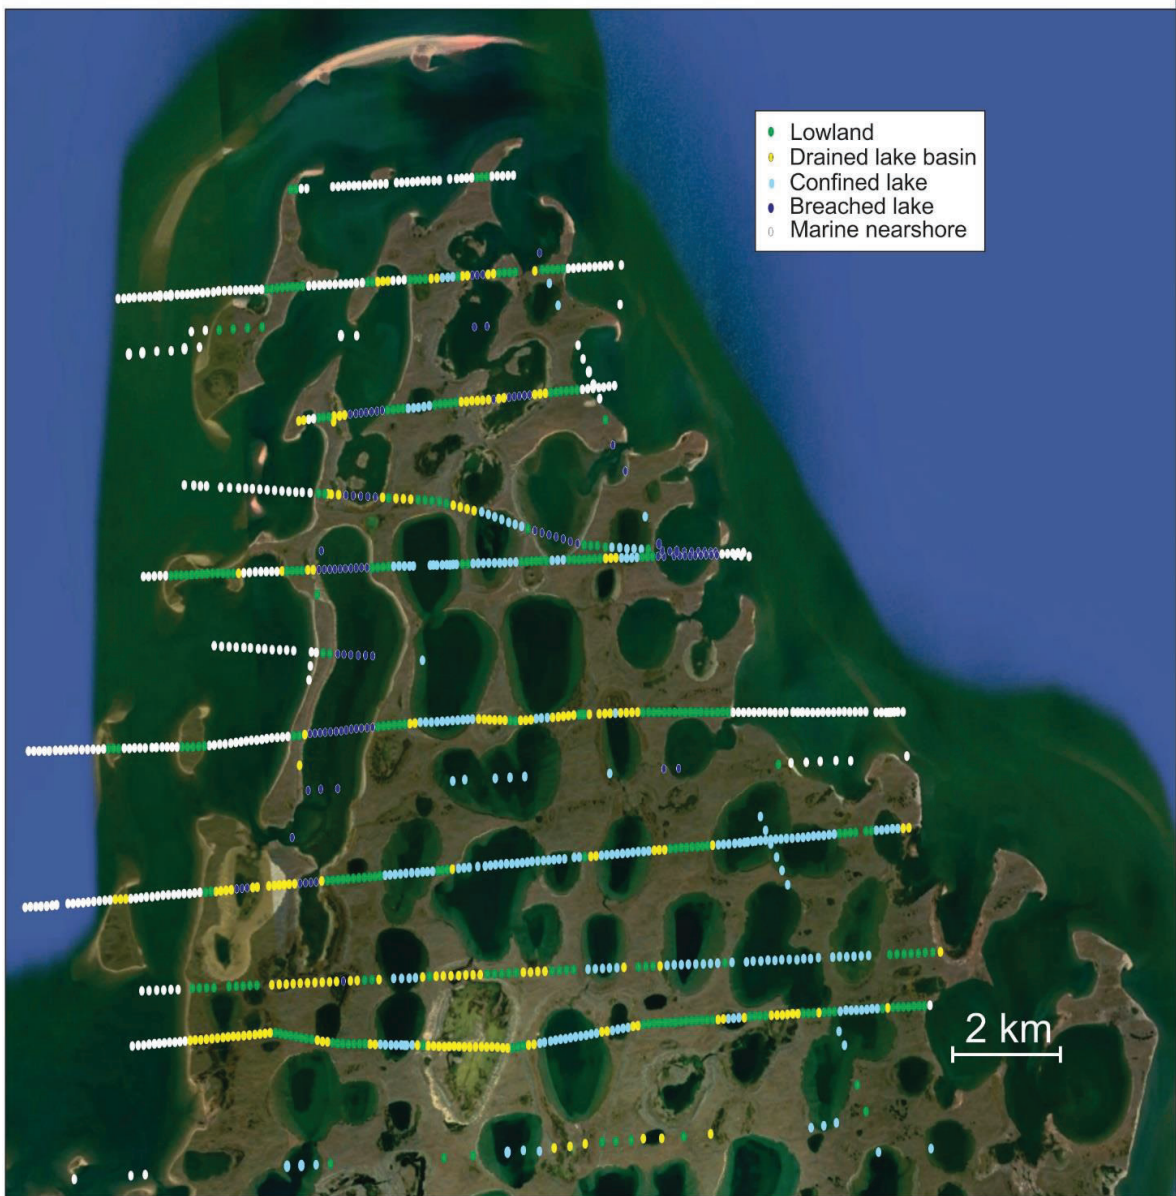 Lowland
Drained lake basin
Confined lake
Breached lake
Marine nearshore
2 km